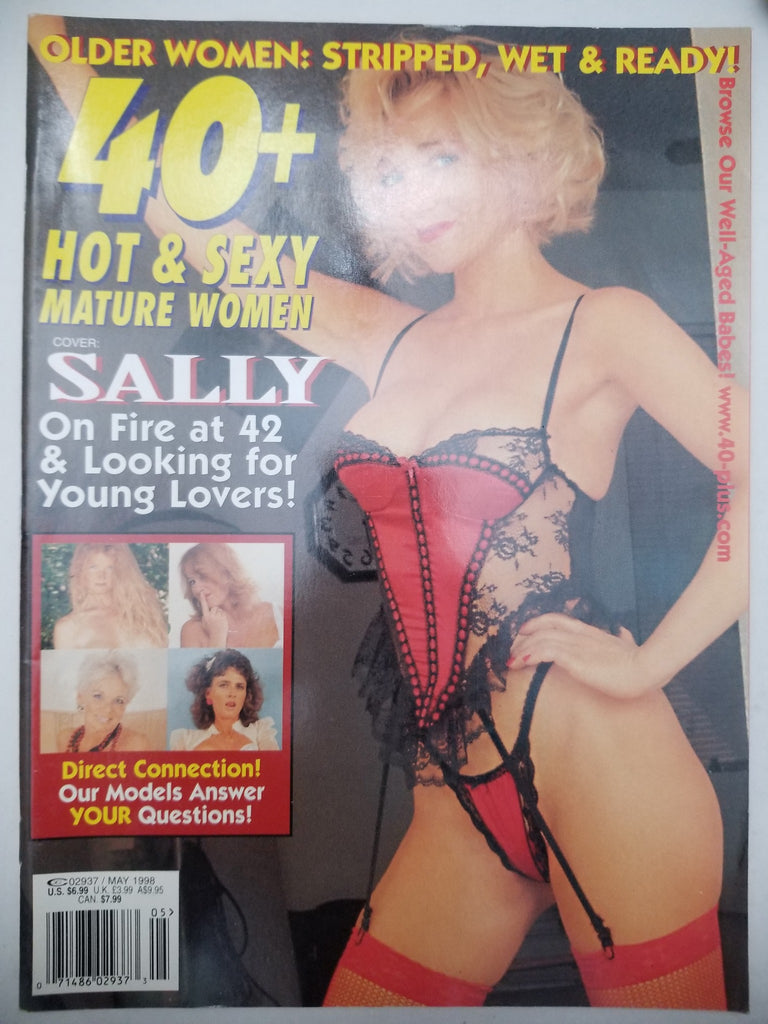 OLDER WOMEN: STRIPPED, WET & READY!
40+
HOT & SEXY
MATURE WOMEN
COVER:
SALLY
On Fire at 42
& Looking for
Young Lovers!
Direct Connection!
Our Models Answer
YOUR Questions!
02937 / MAY 1998
U.S. $6.99 U.K. £3.99 A$9.95
CAN. $7.99
05>
0 71486 02937 3
Browse Our Well-Aged Babes! www.40-plus.com